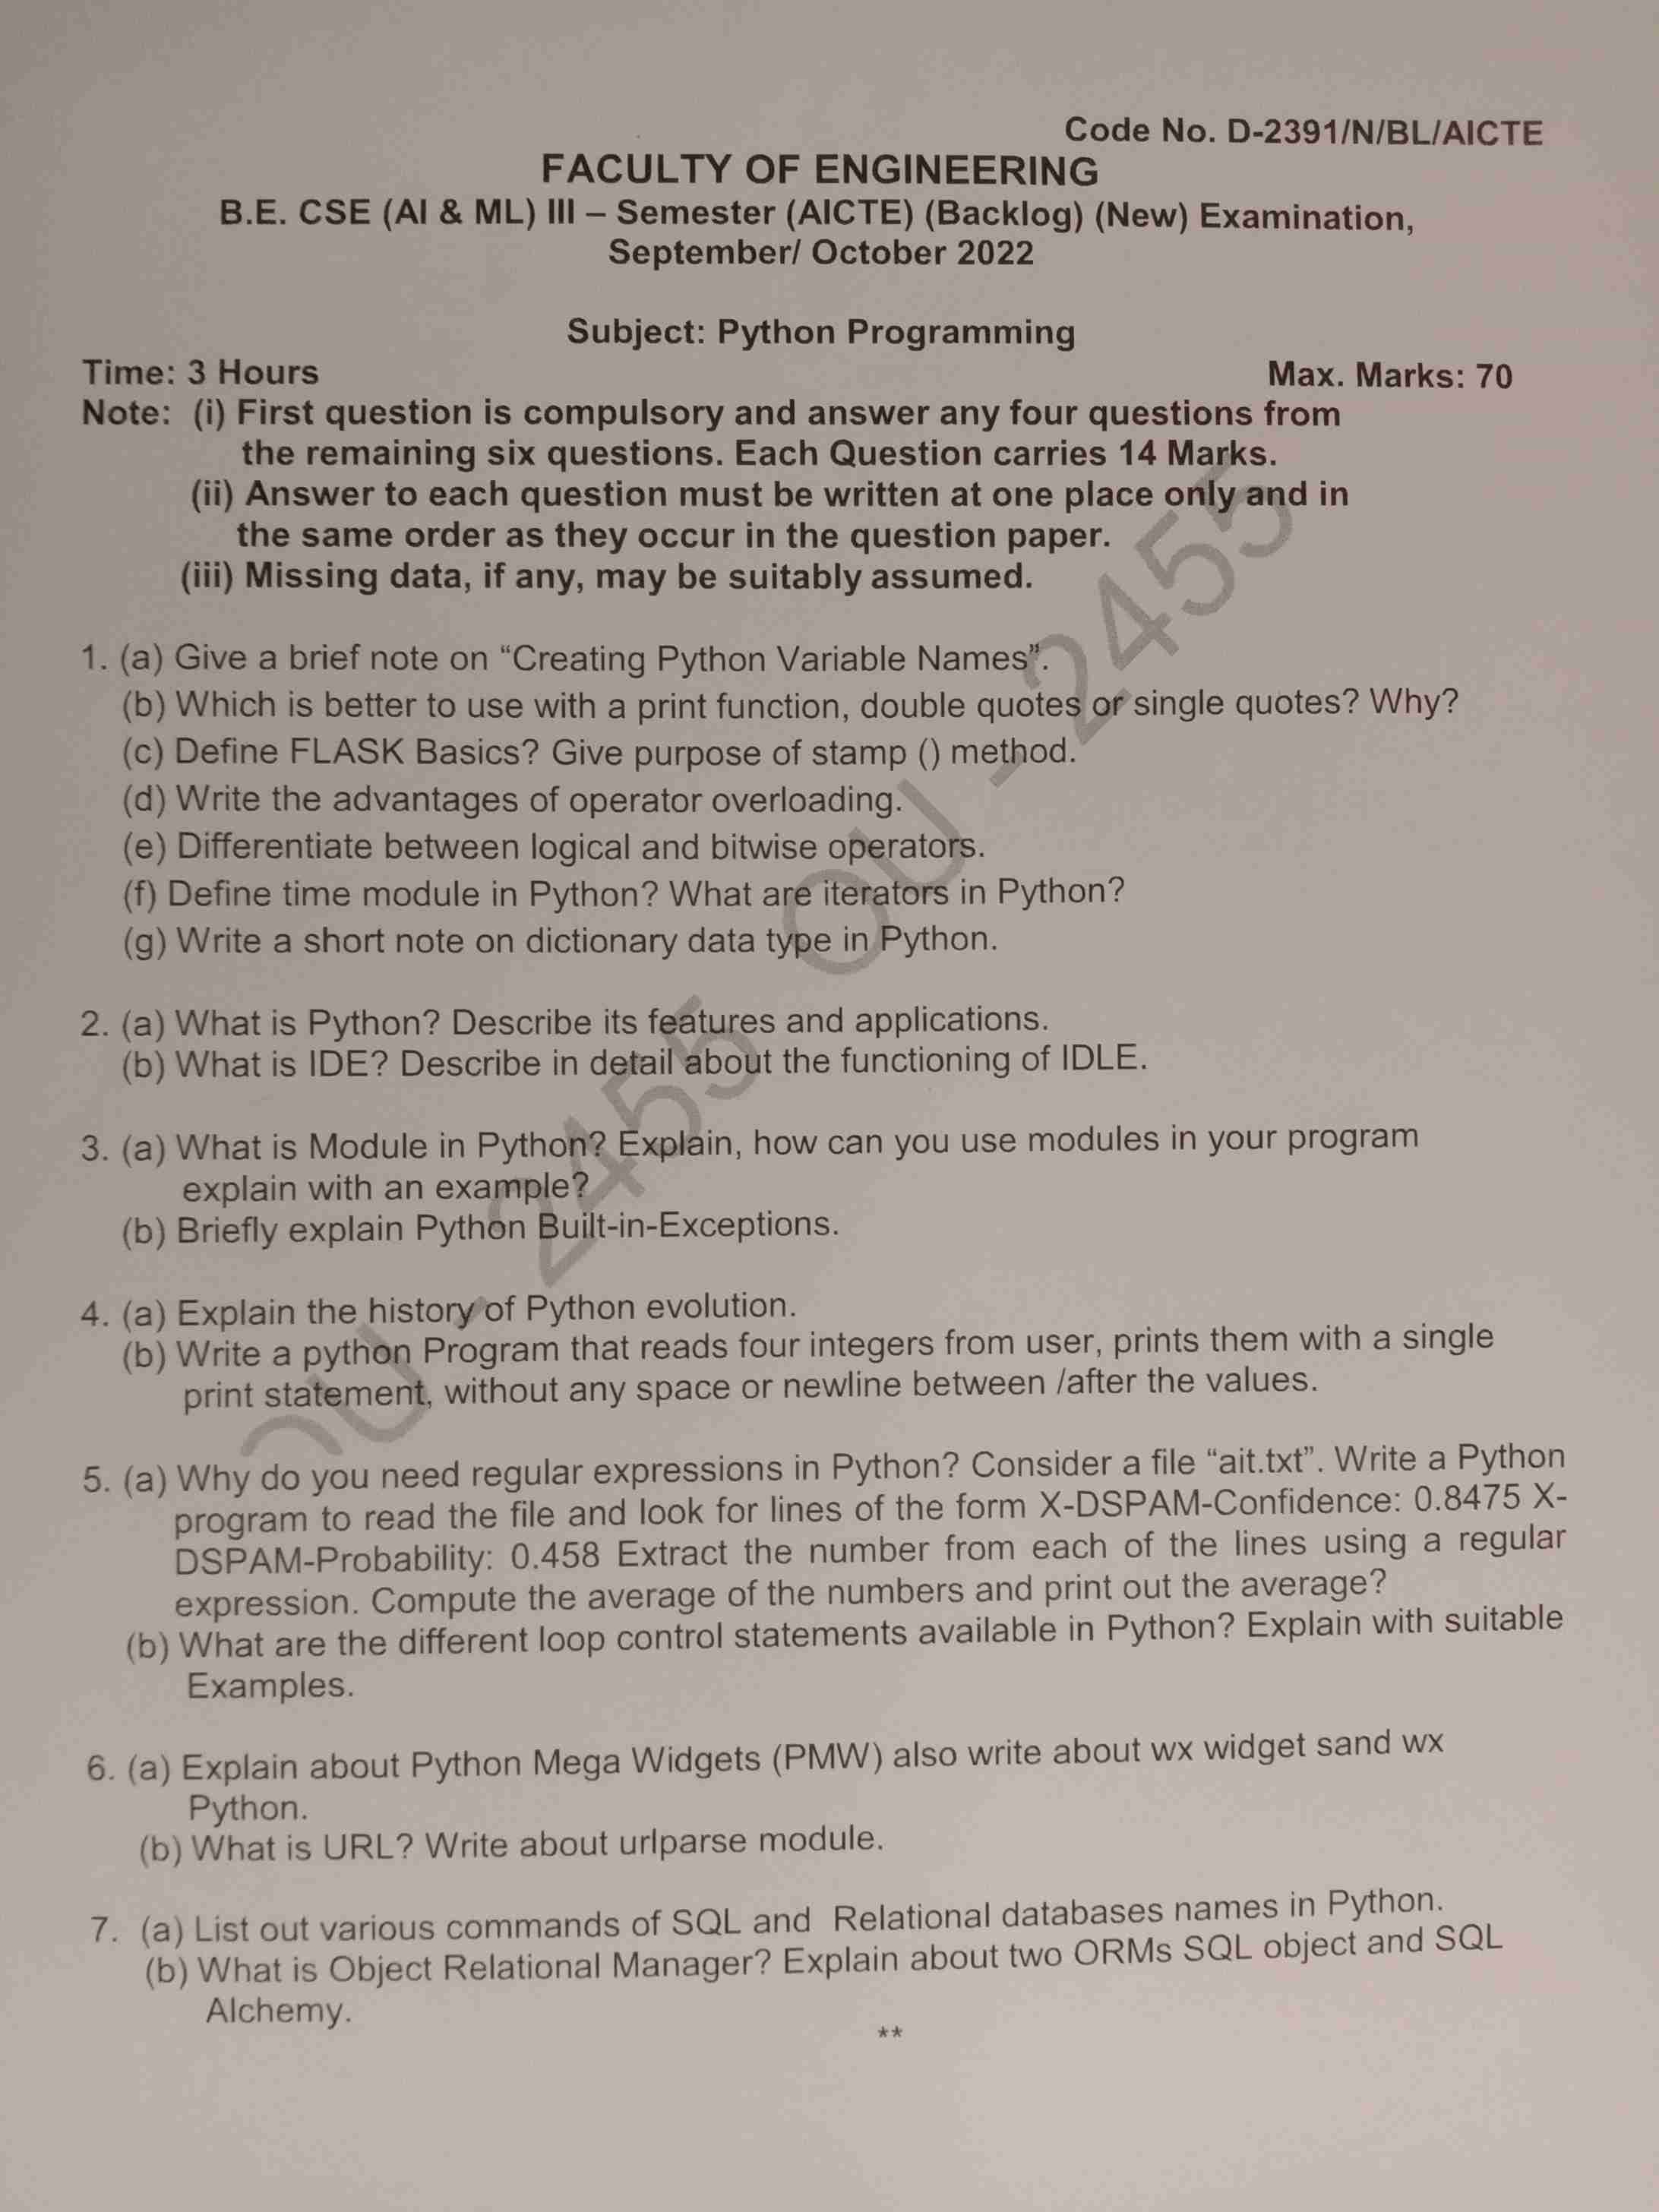 Code No. D-2391/N/BL/AICTE
FACULTY OF ENGINEERING
B.E. CSE (AI & ML) III – Semester (AICTE) (Backlog) (New) Examination,
September/ October 2022
Subject: Python Programming
Time: 3 Hours Max. Marks: 70
Note: (i) First question is compulsory and answer any four questions from
the remaining six questions. Each Question carries 14 Marks.
(ii) Answer to each question must be written at one place only and in
the same order as they occur in the question paper.
(iii) Missing data, if any, may be suitably assumed.
1. (a) Give a brief note on “Creating Python Variable Names”.
(b) Which is better to use with a print function, double quotes or single quotes? Why?
(c) Define FLASK Basics? Give purpose of stamp () method.
(d) Write the advantages of operator overloading.
(e) Differentiate between logical and bitwise operators.
(f) Define time module in Python? What are iterators in Python?
(g) Write a short note on dictionary data type in Python.
2. (a) What is Python? Describe its features and applications.
(b) What is IDE? Describe in detail about the functioning of IDLE.
3. (a) What is Module in Python? Explain, how can you use modules in your program
explain with an example?
(b) Briefly explain Python Built-in-Exceptions.
4. (a) Explain the history of Python evolution.
(b) Write a python Program that reads four integers from user, prints them with a single
print statement, without any space or newline between /after the values.
5. (a) Why do you need regular expressions in Python? Consider a file “ait.txt”. Write a Python
program to read the file and look for lines of the form X-DSPAM-Confidence: 0.8475 X-
DSPAM-Probability: 0.458 Extract the number from each of the lines using a regular
expression. Compute the average of the numbers and print out the average?
(b) What are the different loop control statements available in Python? Explain with suitable
Examples.
6. (a) Explain about Python Mega Widgets (PMW) also write about wx widget sand wx
Python.
(b) What is URL? Write about urlparse module.
7. (a) List out various commands of SQL and Relational databases names in Python.
(b) What is Object Relational Manager? Explain about two ORMs SQL object and SQL
Alchemy.
**
OU - 2455 OU - 2455